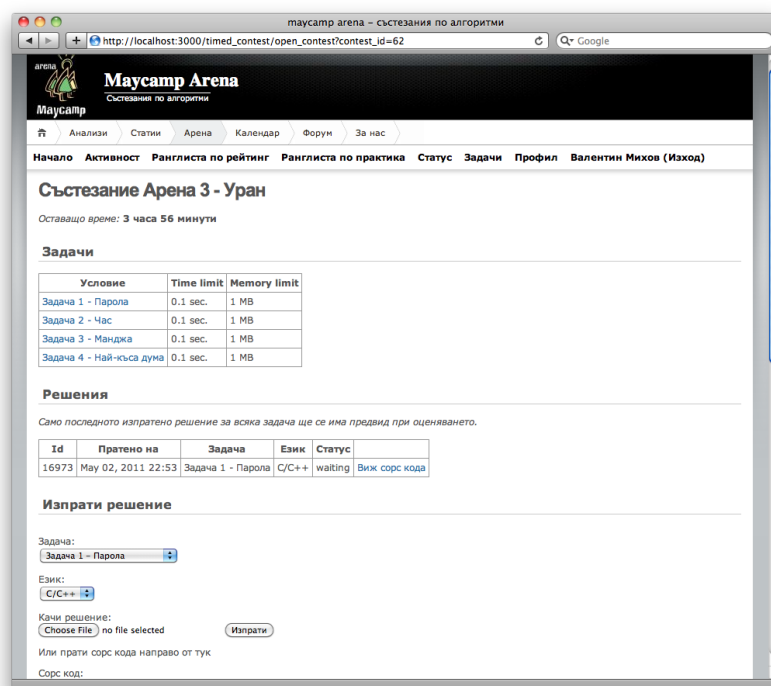 maycamp arena – състезания по алгоритми
http://localhost:3000/timed_contest/open_contest?contest_id=62
Google
arena
Maycamp
Maycamp Arena
Състезания по алгоритми
Анализи Статии Арена Календар Форум За нас
Начало Активност Ранглиста по рейтинг Ранглиста по практика Статус Задачи Профил Валентин Михов (Изход)
Състезание Арена 3 - Уран
Оставащо време: 3 часа 56 минути
Задачи
Условие Time limit Memory limit
Задача 1 - Парола 0.1 sec. 1 MB
Задача 2 - Час 0.1 sec. 1 MB
Задача 3 - Манджа 0.1 sec. 1 MB
Задача 4 - Най-къса дума 0.1 sec. 1 MB
Решения
Само последното изпратено решение за всяка задача ще се има предвид при оценяването.
Id Пратено на Задача Език Статус
16973 May 02, 2011 22:53 Задача 1 - Парола C/C++ waiting Виж сорс кода
Изпрати решение
Задача:
Задача 1 – Парола
Език:
C/C++
Качи решение:
Choose File no file selected Изпрати
Или прати сорс кода направо от тук
Сорс код: